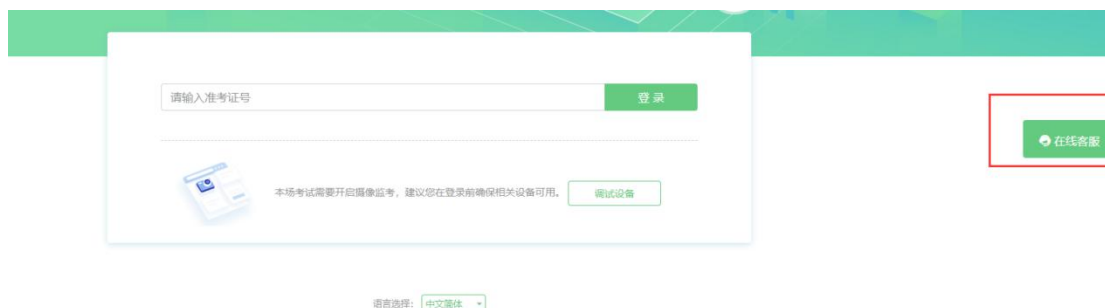 请输入准考证号
登 录
在线客服
本场考试需要开启摄像监考，建议您在登录前确保相关设备可用。
调试设备
语言选择：
中文简体